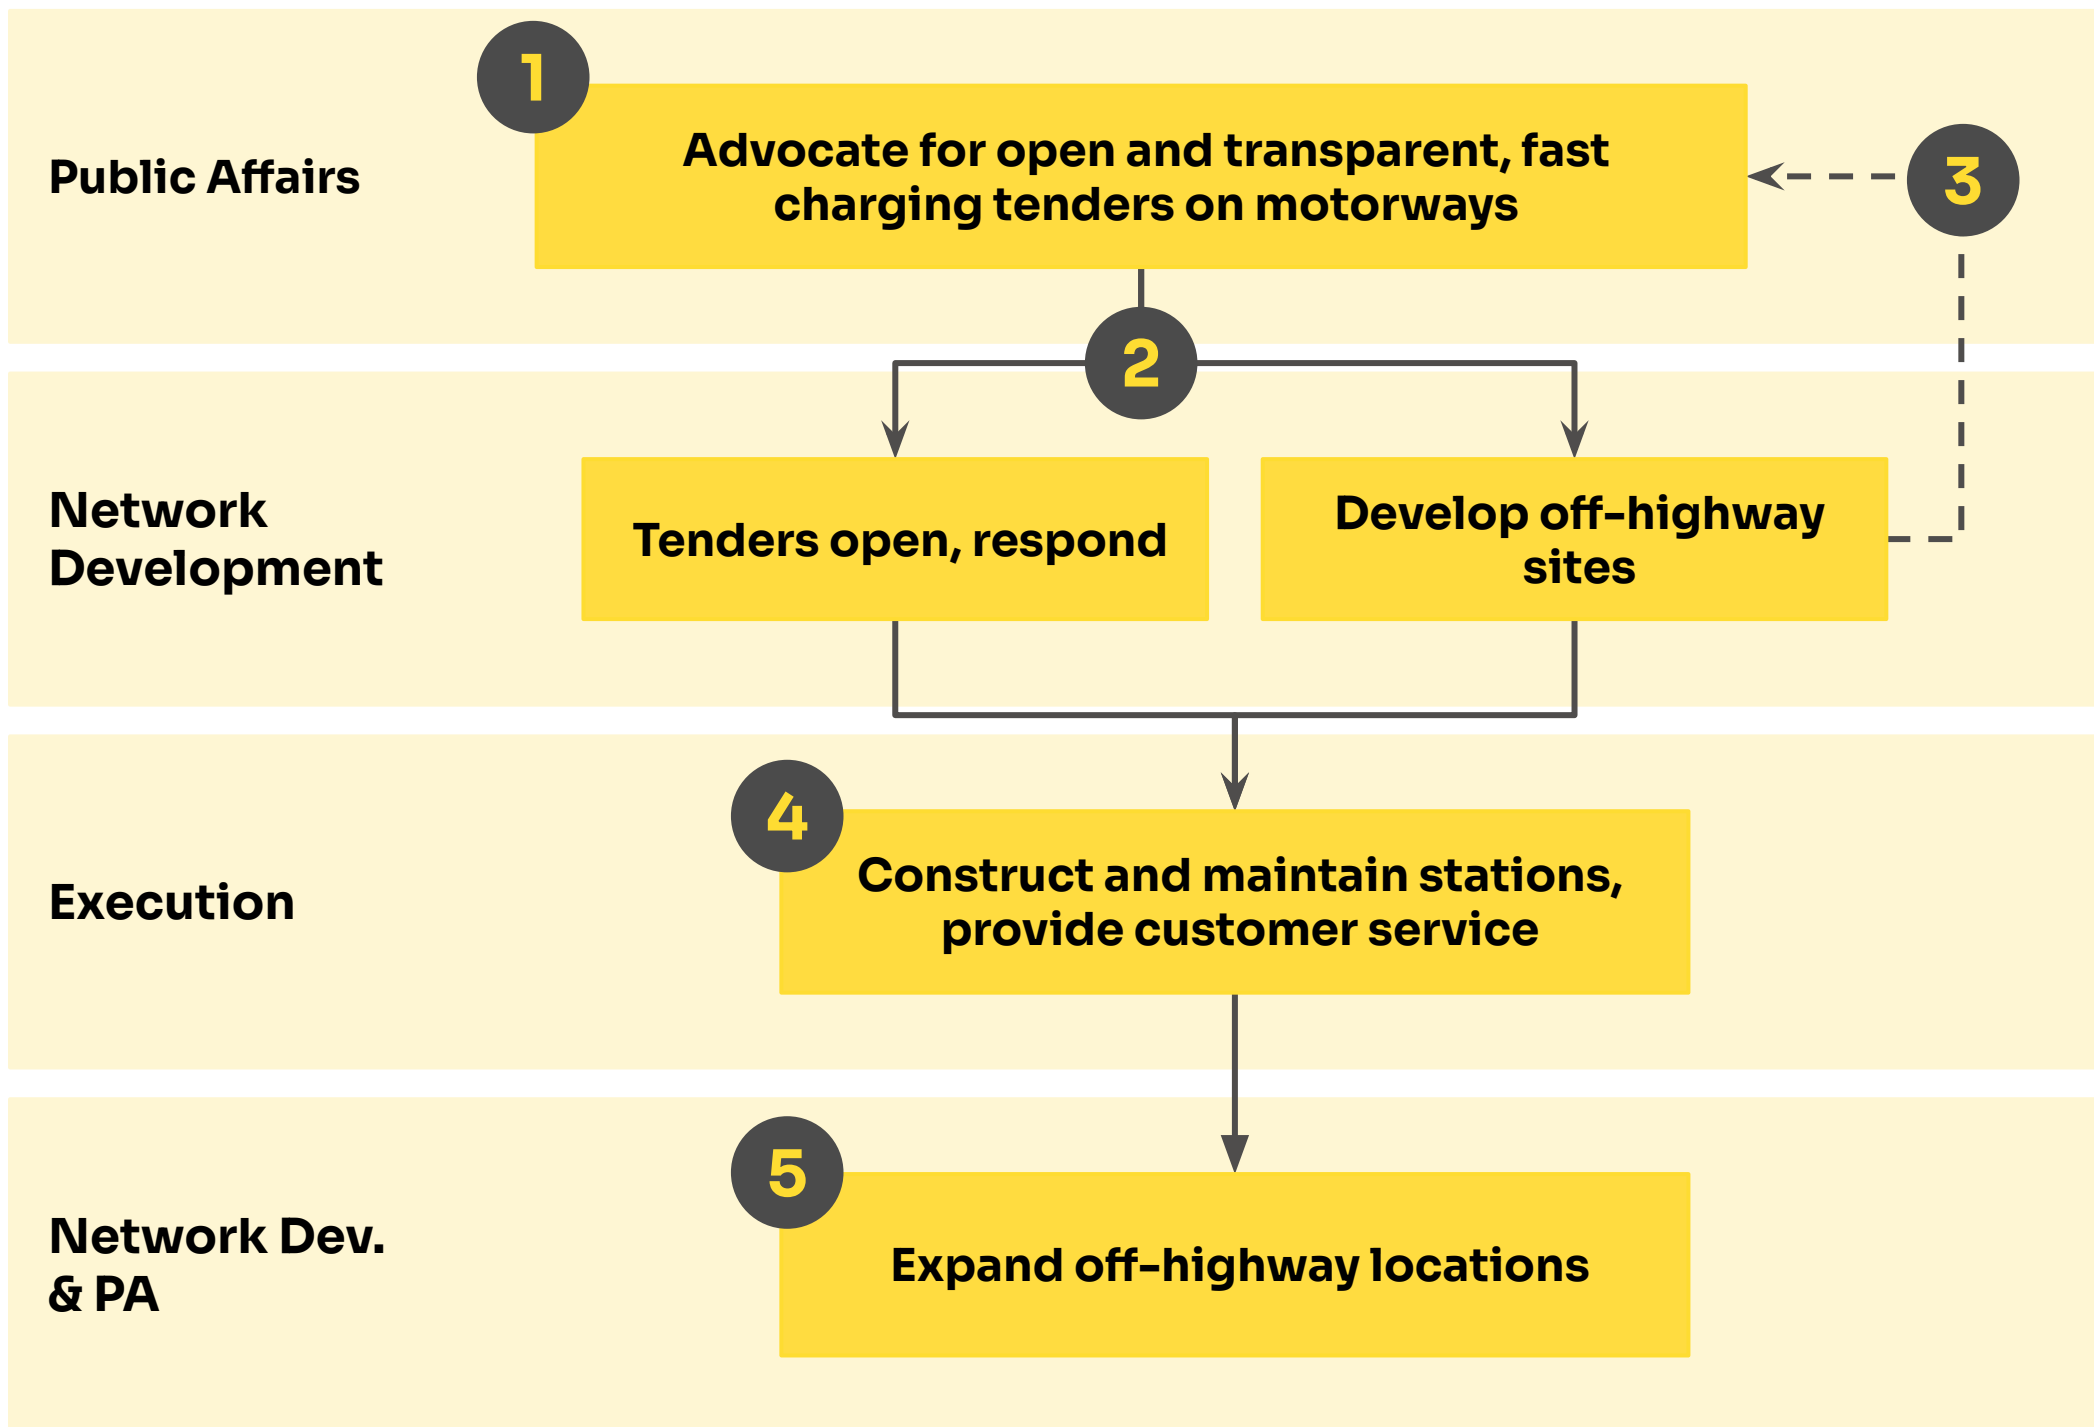 1
Public Affairs
Advocate for open and transparent, fast
charging tenders on motorways
3
2
Network
Development
Tenders open, respond
Develop off-highway
sites
4
Execution
Construct and maintain stations,
provide customer service
5
Network Dev.
& PA
Expand off-highway locations